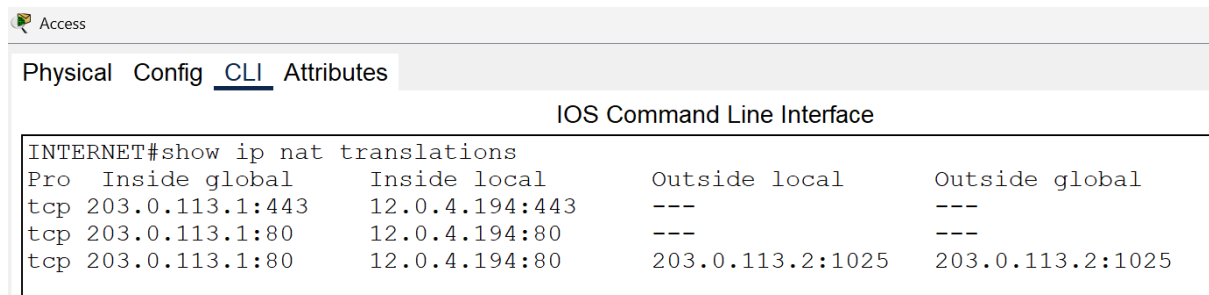 Access
Physical Config CLI Attributes
IOS Command Line Interface
INTERNET#show ip nat translations
Pro Inside global Inside local Outside local Outside global
tcp 203.0.113.1:443 12.0.4.194:443 --- ---
tcp 203.0.113.1:80 12.0.4.194:80 --- ---
tcp 203.0.113.1:80 12.0.4.194:80 203.0.113.2:1025 203.0.113.2:1025